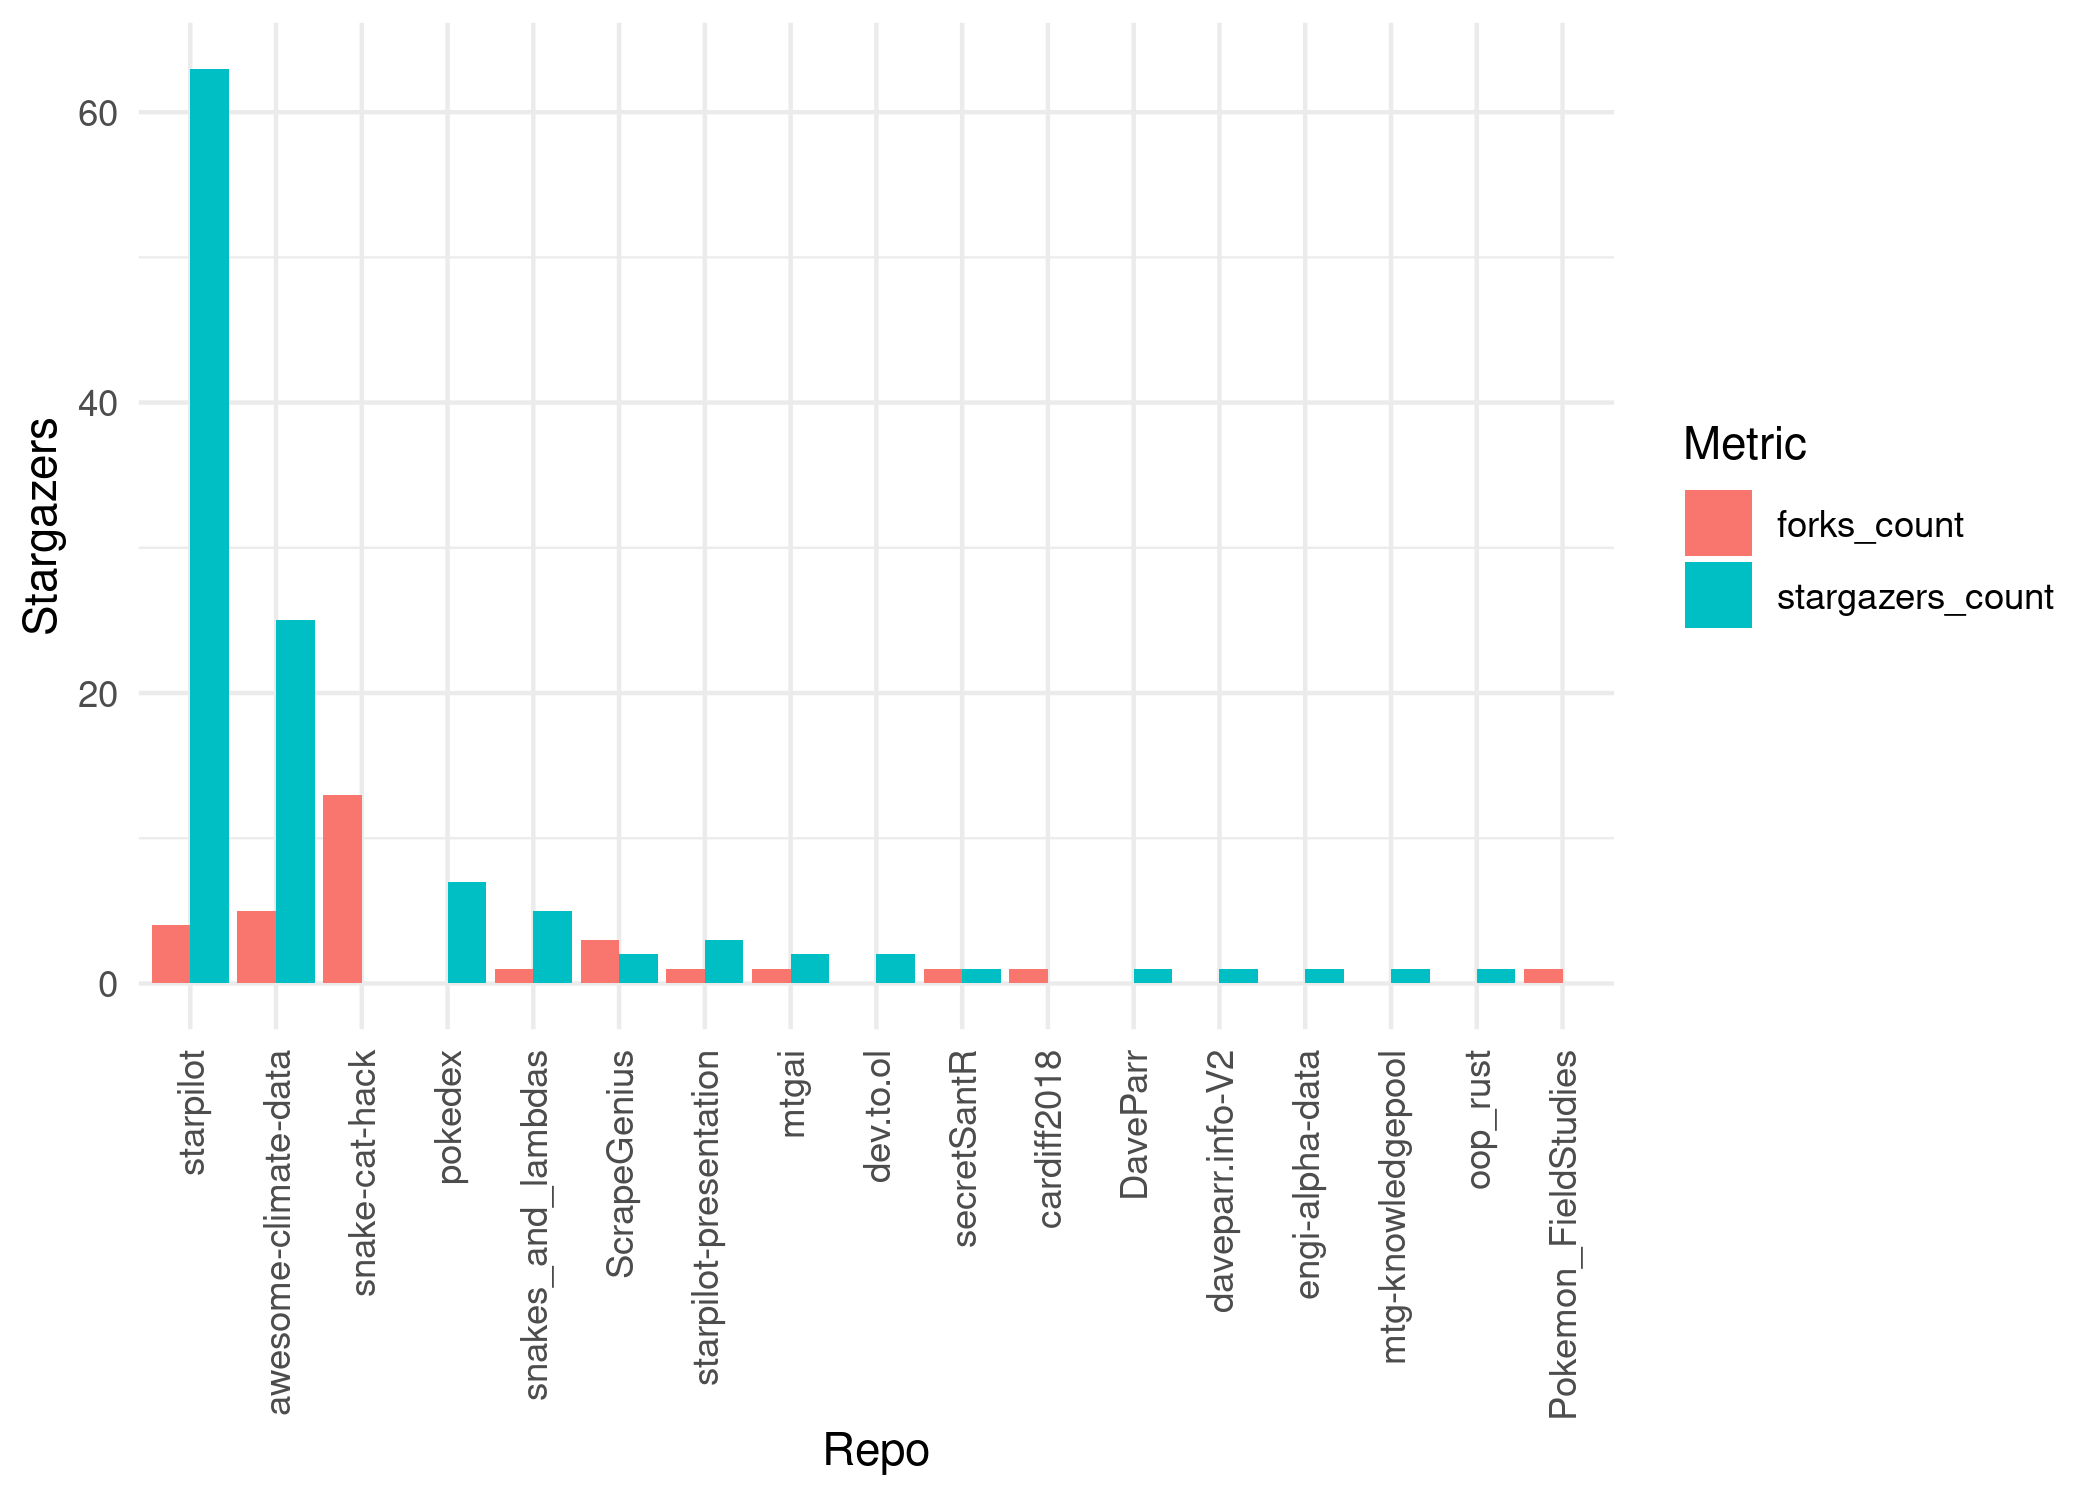 Stargazers
60
40
20
0
starpilot
awesome-climate-data
snake-cat-hack
pokedex
snakes_and_lambdas
ScrapeGenius
starpilot-presentation
mtgai
dev.to.ol
secretSantR
cardiff2018
DaveParr
daveparr.info-V2
engi-alpha-data
mtg-knowledgepool
oop_rust
Pokemon_FieldStudies
Repo
Metric
forks_count
stargazers_count